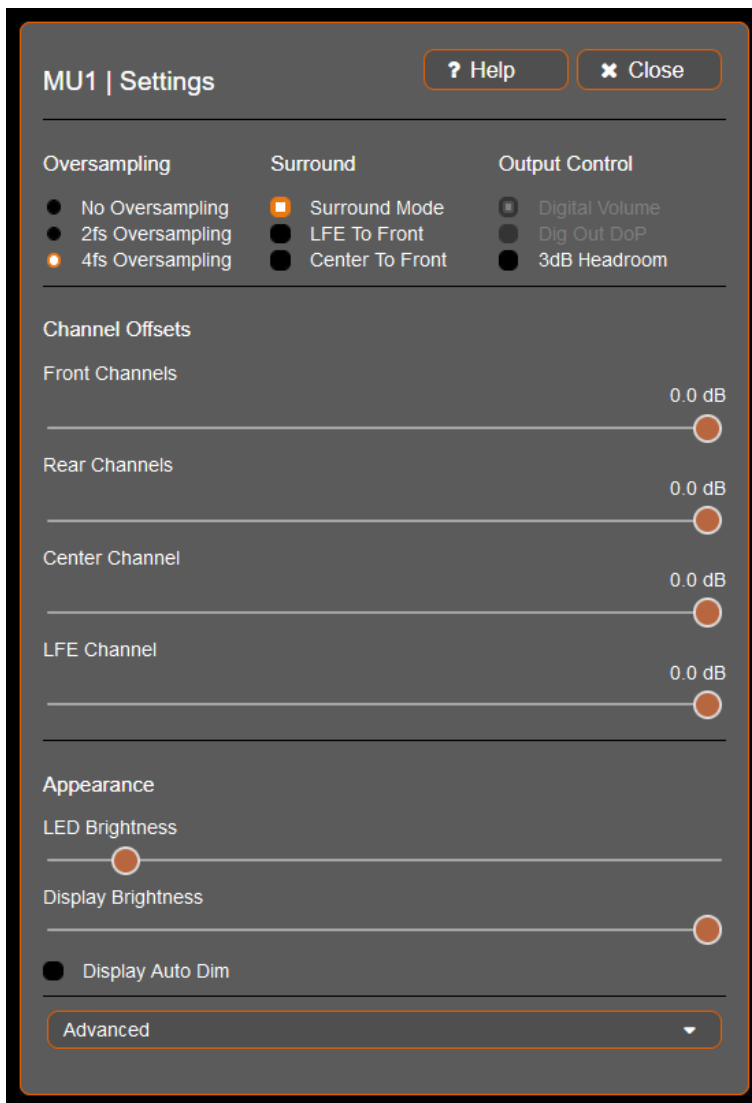 MU1 | Settings
? Help
✖ Close
Oversampling
Surround
Output Control
No Oversampling
Surround Mode
Digital Volume
2fs Oversampling
LFE To Front
Dig Out DoP
4fs Oversampling
Center To Front
3dB Headroom
Channel Offsets
Front Channels
0.0 dB
Rear Channels
0.0 dB
Center Channel
0.0 dB
LFE Channel
0.0 dB
Appearance
LED Brightness
Display Brightness
Display Auto Dim
Advanced